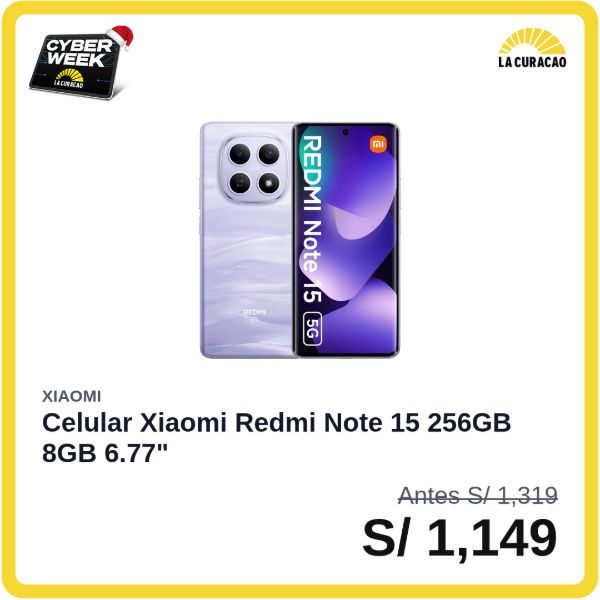 CYBER
WEEK
LA CURACAO
LA CURACAO
REDMI Note 15 5G
mi
REDMI
XIAOMI
Celular Xiaomi Redmi Note 15 256GB
8GB 6.77"
Antes S/ 1,319
S/ 1,149